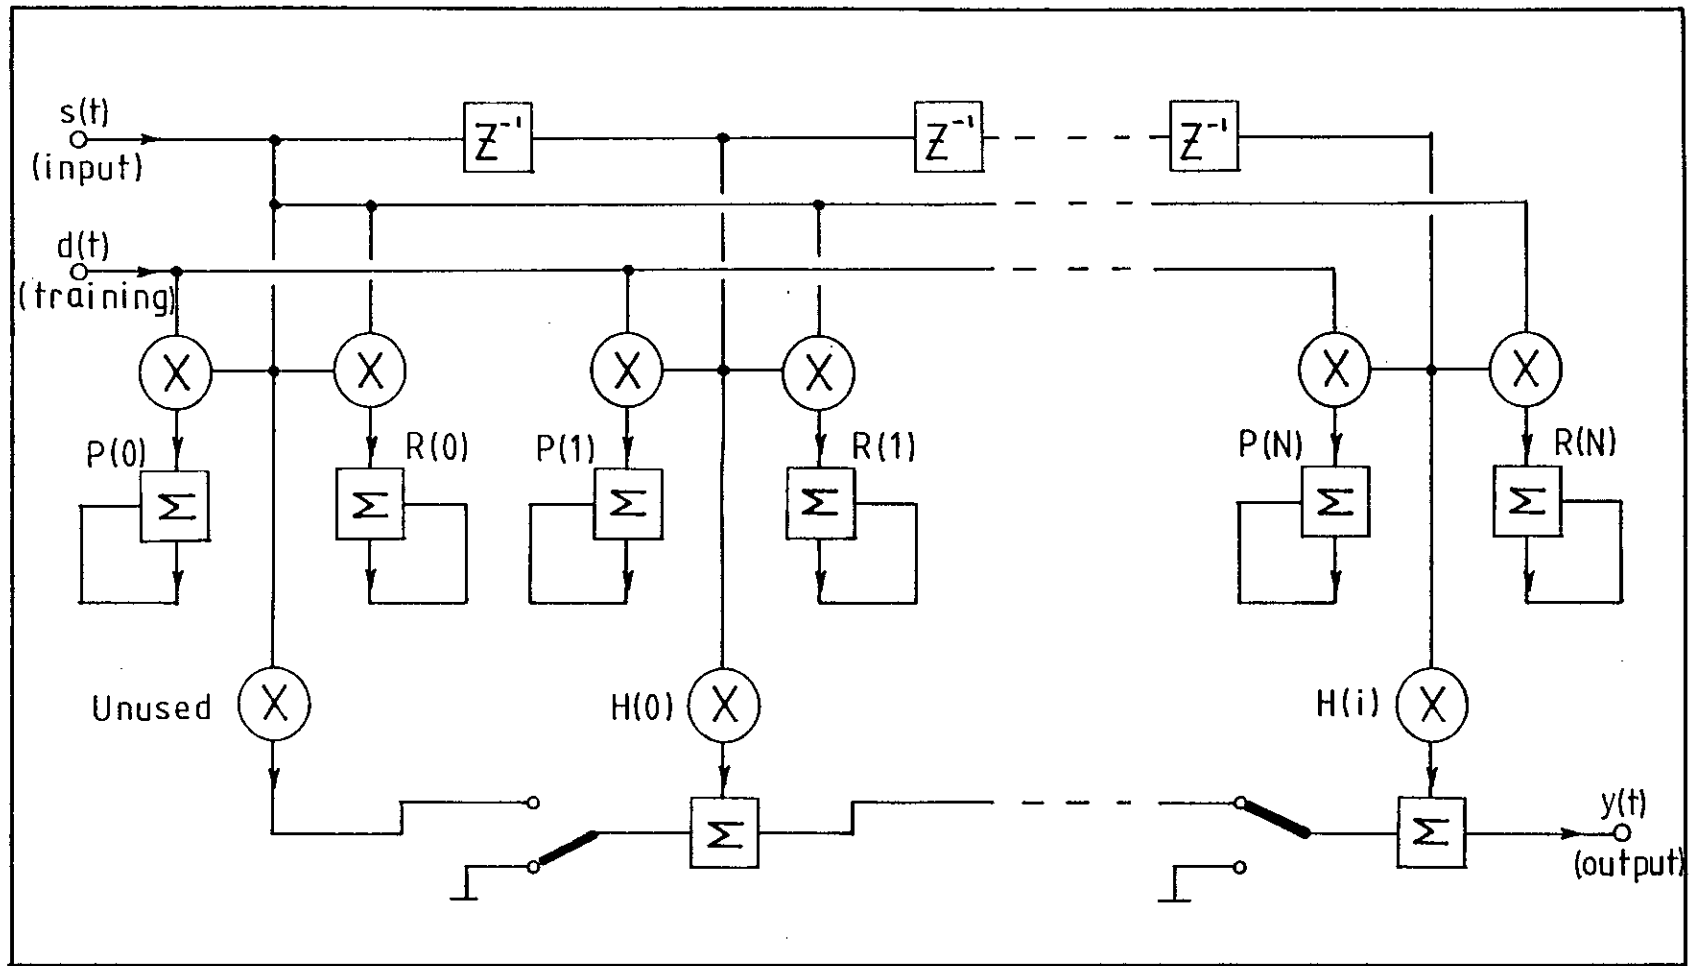 s(t)
(input)
Z⁻¹
Z⁻¹
Z⁻¹
d(t)
(training)
X
X
X
X
X
X
P(0)
R(0)
P(1)
R(1)
P(N)
R(N)
Σ
Σ
Σ
Σ
Σ
Σ
Unused
X
H(0)
X
H(i)
X
Σ
Σ
y(t)
(output)